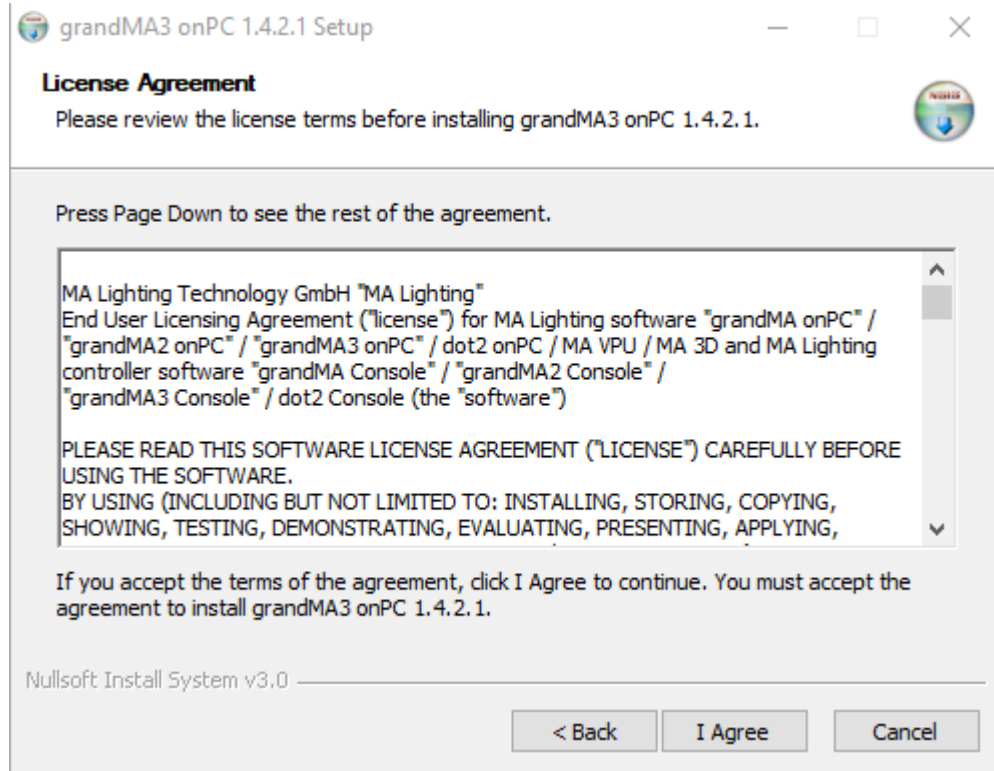 grandMA3 onPC 1.4.2.1 Setup
License Agreement
Please review the license terms before installing grandMA3 onPC 1.4.2.1.
Press Page Down to see the rest of the agreement.
MA Lighting Technology GmbH "MA Lighting"
End User Licensing Agreement ("license") for MA Lighting software "grandMA onPC" /
"grandMA2 onPC" / "grandMA3 onPC" / dot2 onPC / MA VPU / MA 3D and MA Lighting
controller software "grandMA Console" / "grandMA2 Console" /
"grandMA3 Console" / dot2 Console (the "software")
PLEASE READ THIS SOFTWARE LICENSE AGREEMENT ("LICENSE") CAREFULLY BEFORE
USING THE SOFTWARE.
BY USING (INCLUDING BUT NOT LIMITED TO: INSTALLING, STORING, COPYING,
SHOWING, TESTING, DEMONSTRATING, EVALUATING, PRESENTING, APPLYING,
If you accept the terms of the agreement, click I Agree to continue. You must accept the
agreement to install grandMA3 onPC 1.4.2.1.
Nullsoft Install System v3.0
< Back I Agree Cancel